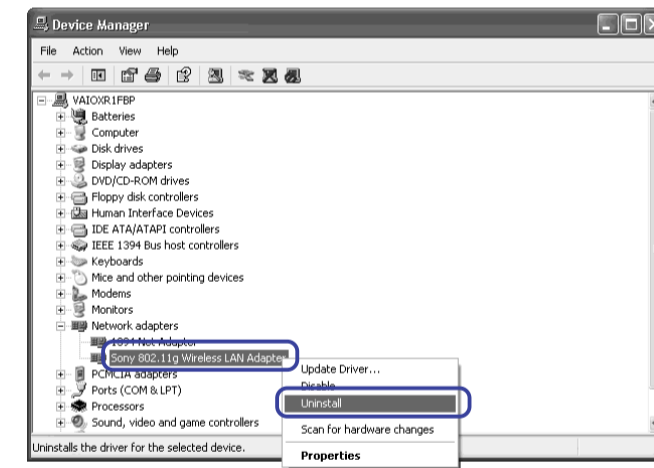 Device Manager
File Action View Help
VAIOXR1FBP
Batteries
Computer
Disk drives
Display adapters
DVD/CD-ROM drives
Floppy disk controllers
Human Interface Devices
IDE ATA/ATAPI controllers
IEEE 1394 Bus host controllers
Keyboards
Mice and other pointing devices
Modems
Monitors
Network adapters
1394 Net Adapter
Sony 802.11g Wireless LAN Adapter
PCMCIA adapters
Ports (COM & LPT)
Processors
Sound, video and game controllers
Update Driver...
Disable
Uninstall
Scan for hardware changes
Properties
Uninstalls the driver for the selected device.